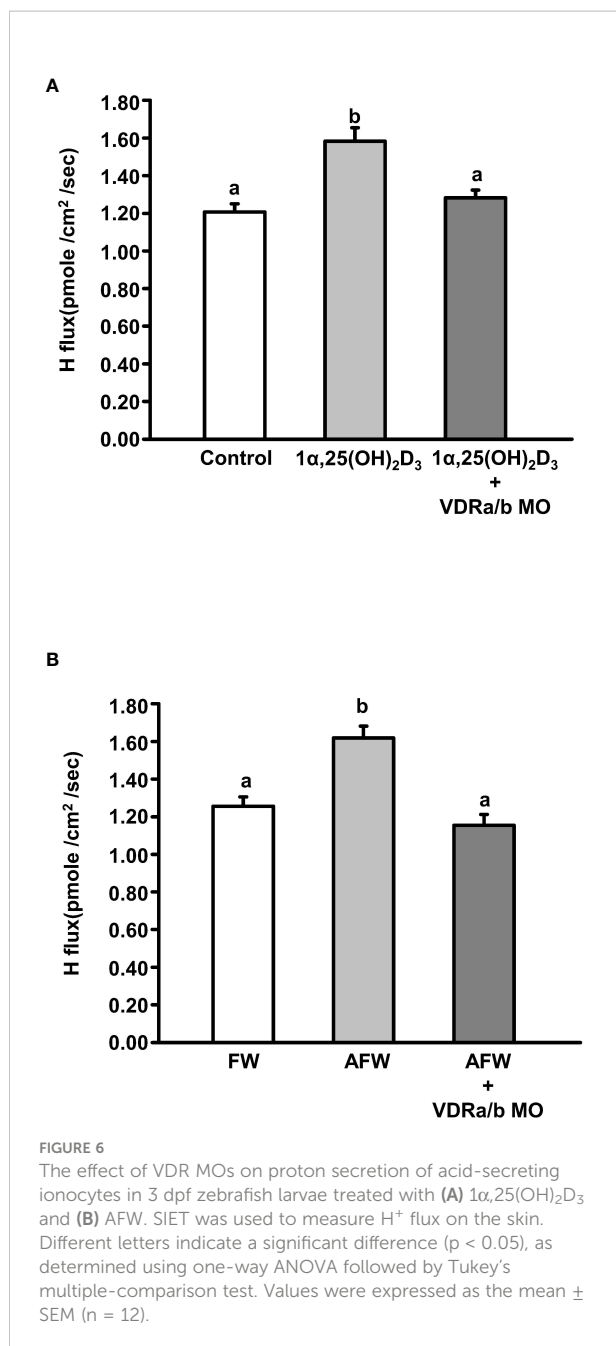 A
H flux(pmole /cm² /sec)
1.80
1.60
1.40
1.20
1.00
0.80
0.60
0.40
0.20
0.00
a
b
a
Control
1α,25(OH)₂D₃
1α,25(OH)₂D₃
+
VDRa/b MO
B
H flux(pmole /cm² /sec)
1.80
1.60
1.40
1.20
1.00
0.80
0.60
0.40
0.20
0.00
a
b
a
FW
AFW
AFW
+
VDRa/b MO
FIGURE 6
The effect of VDR MOs on proton secretion of acid-secreting
ionocytes in 3 dpf zebrafish larvae treated with (A) 1α,25(OH)₂D₃
and (B) AFW. SIET was used to measure H⁺ flux on the skin.
Different letters indicate a significant difference (p < 0.05), as
determined using one-way ANOVA followed by Tukey's
multiple-comparison test. Values were expressed as the mean ±
SEM (n = 12).